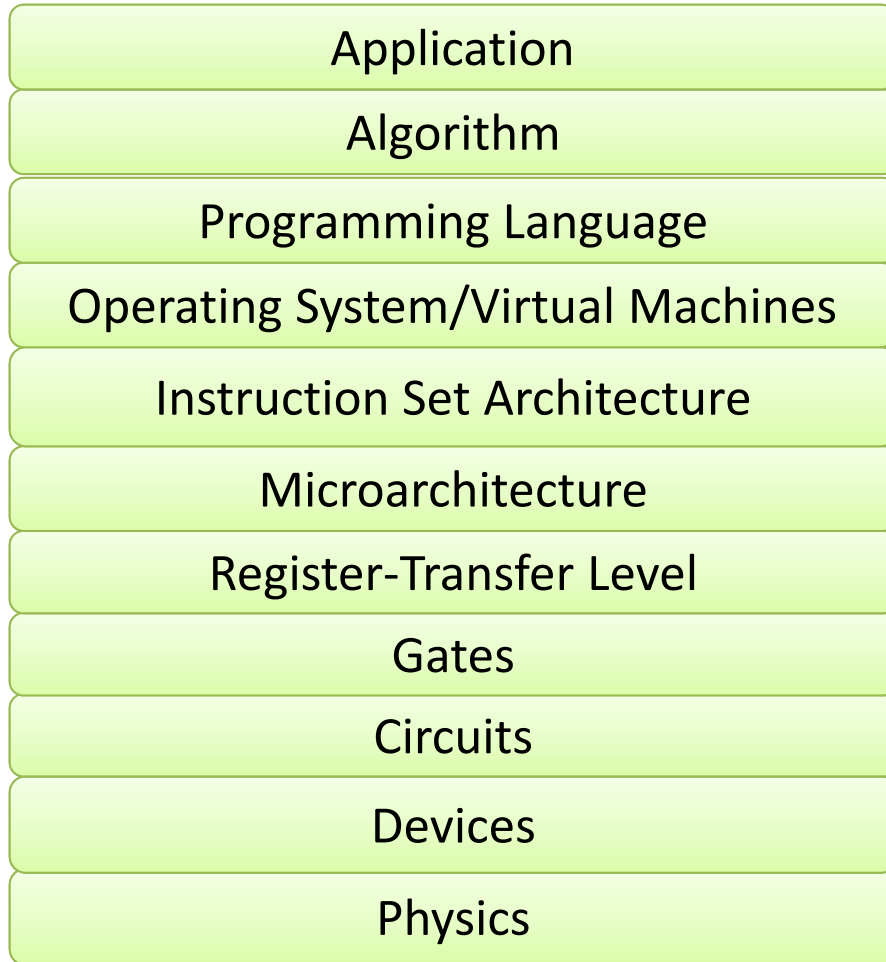 Application
Algorithm
Programming Language
Operating System/Virtual Machines
Instruction Set Architecture
Microarchitecture
Register-Transfer Level
Gates
Circuits
Devices
Physics